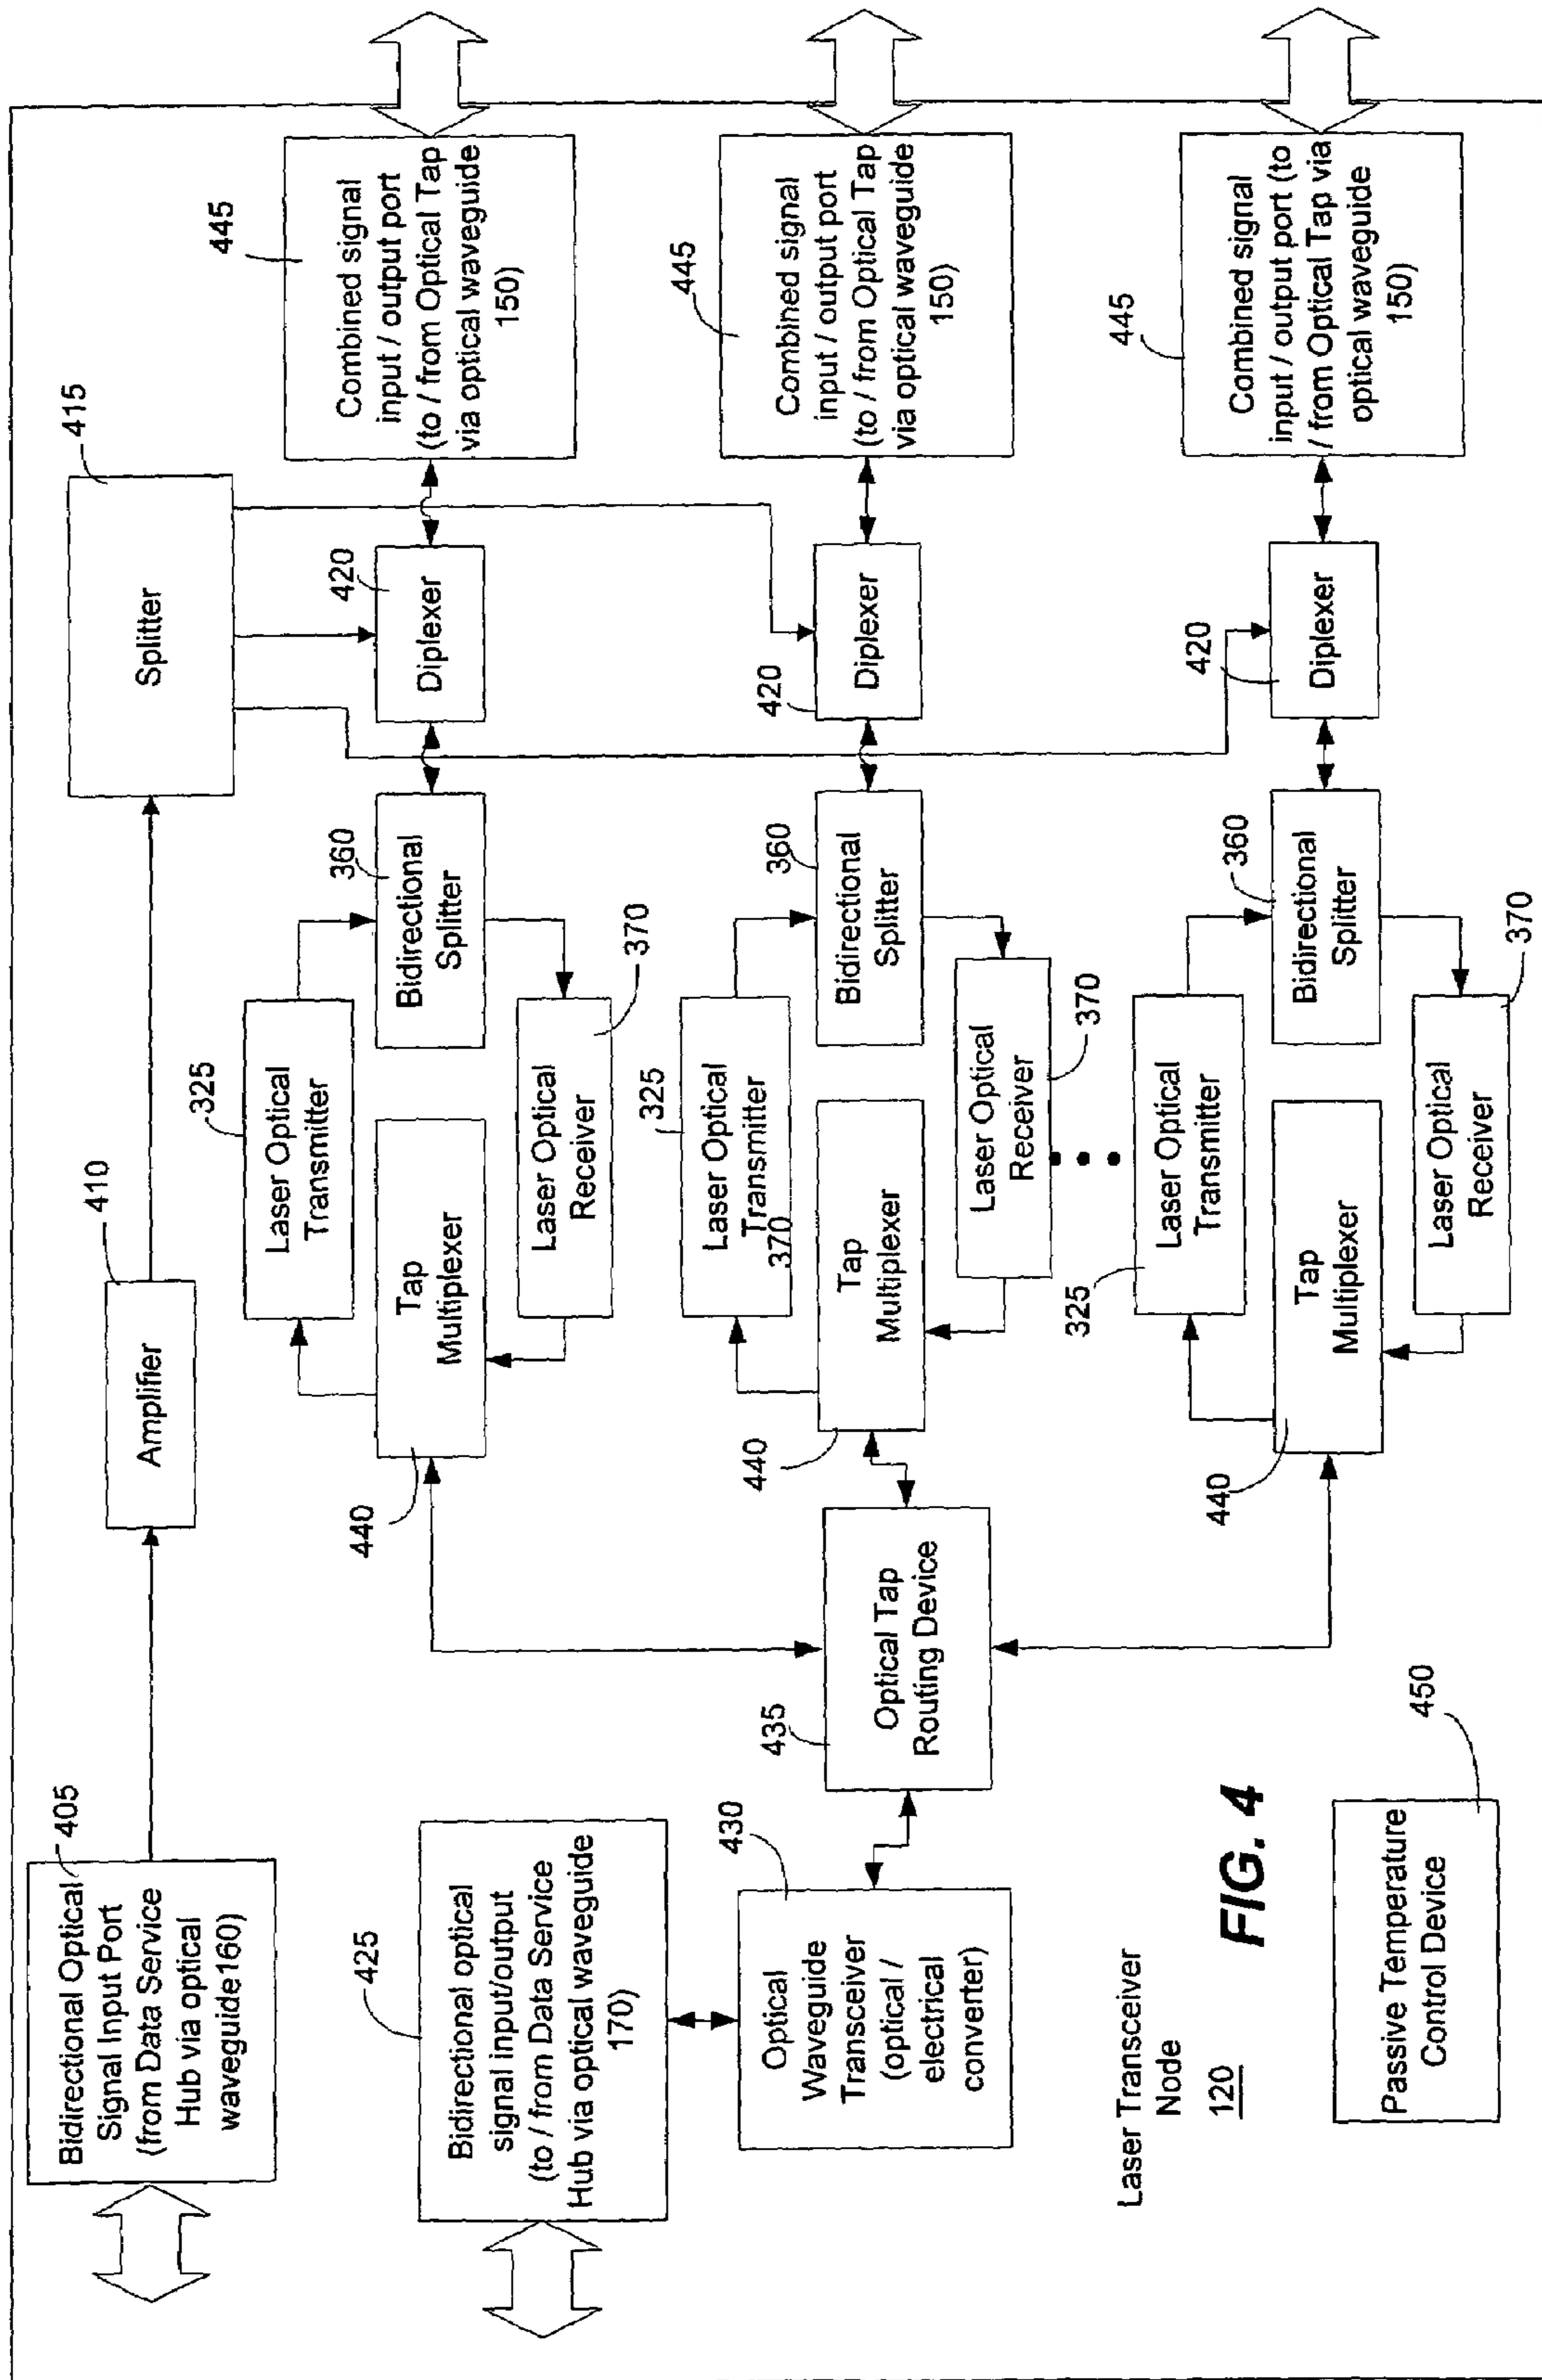 Bidirectional Optical
Signal Input Port
(from Data Service
Hub via optical
waveguide160)
405
Amplifier
410
Splitter
415
Bidirectional optical
signal input/output
(to / from Data Service
Hub via optical waveguide
170)
425
Optical
Waveguide
Transceiver
(optical /
electrical
converter)
430
Optical Tap
Routing Device
435
Tap
Multiplexer
440
Laser Optical
Transmitter
325
Laser Optical
Receiver
370
Bidirectional
Splitter
360
Diplexer
420
Combined signal
input / output port
(to / from Optical Tap
via optical waveguide
150)
445
Tap
Multiplexer
440
Laser Optical
Transmitter
370
325
Laser Optical
Receiver
370
Bidirectional
Splitter
360
Diplexer
420
Combined signal
input / output port
(to / from Optical Tap
via optical waveguide
150)
445
Tap
Multiplexer
440
Laser Optical
Transmitter
325
Laser Optical
Receiver
370
Bidirectional
Splitter
360
Diplexer
420
Combined signal
input / output port (to
/ from Optical Tap via
optical waveguide
150)
445
Laser Transceiver
Node
120
FIG. 4
Passive Temperature
Control Device
450